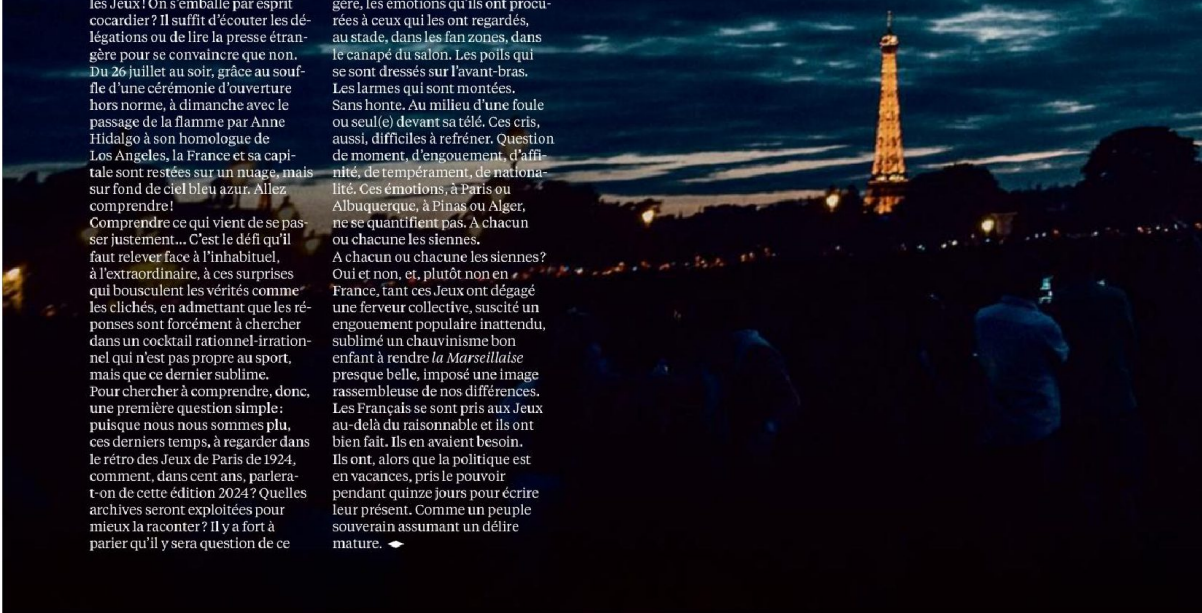 les Jeux ! On s'emballe par esprit
cocardier ? Il suffit d'écouter les dé-
légations ou de lire la presse étran-
gère pour se convaincre que non.
Du 26 juillet au soir, grâce au souf-
fle d'une cérémonie d'ouverture
hors norme, à dimanche avec le
passage de la flamme par Anne
Hidalgo à son homologue de
Los Angeles, la France et sa capi-
tale sont restées sur un nuage, mais
sur fond de ciel bleu azur. Allez
comprendre !
Comprendre ce qui vient de se pas-
ser justement... C'est le défi qu'il
faut relever face à l'inhabituel,
à l'extraordinaire, à ces surprises
qui bousculent les vérités comme
les clichés, en admettant que les ré-
ponses sont forcément à chercher
dans un cocktail rationnel-irration-
nel qui n'est pas propre au sport,
mais que ce dernier sublime.
Pour chercher à comprendre, donc,
une première question simple :
puisque nous nous sommes plu,
ces derniers temps, à regarder dans
le rétro des Jeux de Paris de 1924,
comment, dans cent ans, parlera-
t-on de cette édition 2024 ? Quelles
archives seront exploitées pour
mieux la raconter ? Il y a fort à
parier qu'il y sera question de ce
gère, les émotions qu'ils ont procu-
rées à ceux qui les ont regardés,
au stade, dans les fan zones, dans
le canapé du salon. Les poils qui
se sont dressés sur l'avant-bras.
Les larmes qui sont montées.
Sans honte. Au milieu d'une foule
ou seul(e) devant sa télé. Ces cris,
aussi, difficiles à refréner. Question
de moment, d'engouement, d'affi-
nité, de tempérament, de nationa-
lité. Ces émotions, à Paris ou
Albuquerque, à Pinas ou Alger,
ne se quantifient pas. A chacun
ou chacune les siennes.
A chacun ou chacune les siennes ?
Oui et non, et, plutôt non en
France, tant ces Jeux ont dégagé
une ferveur collective, suscité un
engouement populaire inattendu,
sublimé un chauvinisme bon
enfant à rendre la Marseillaise
presque belle, imposé une image
rassembleuse de nos différences.
Les Français se sont pris aux Jeux
au-delà du raisonnable et ils ont
bien fait. Ils en avaient besoin.
Ils ont, alors que la politique est
en vacances, pris le pouvoir
pendant quinze jours pour écrire
leur présent. Comme un peuple
souverain assumant un délire
mature.